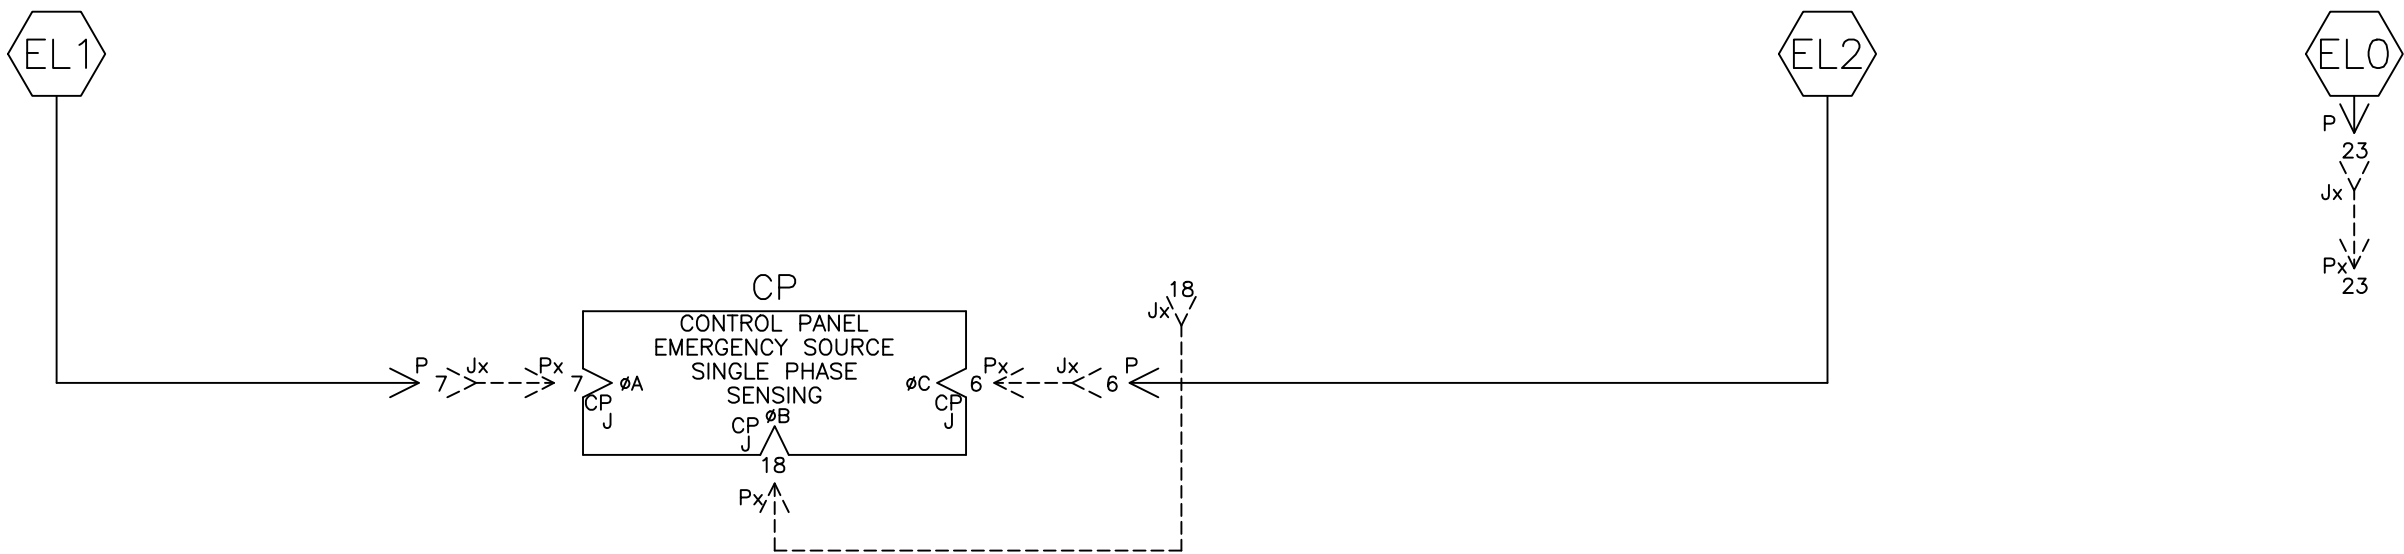 EL1
EL2
EL0
P
23
Jx
Px
23
CP
18
Jx
CONTROL PANEL
EMERGENCY SOURCE
SINGLE PHASE
SENSING
P 7 Jx Px 7 øA
øC 6 Px Jx 6 P
CP
J
CP
J
øB
CP
J
18
Px